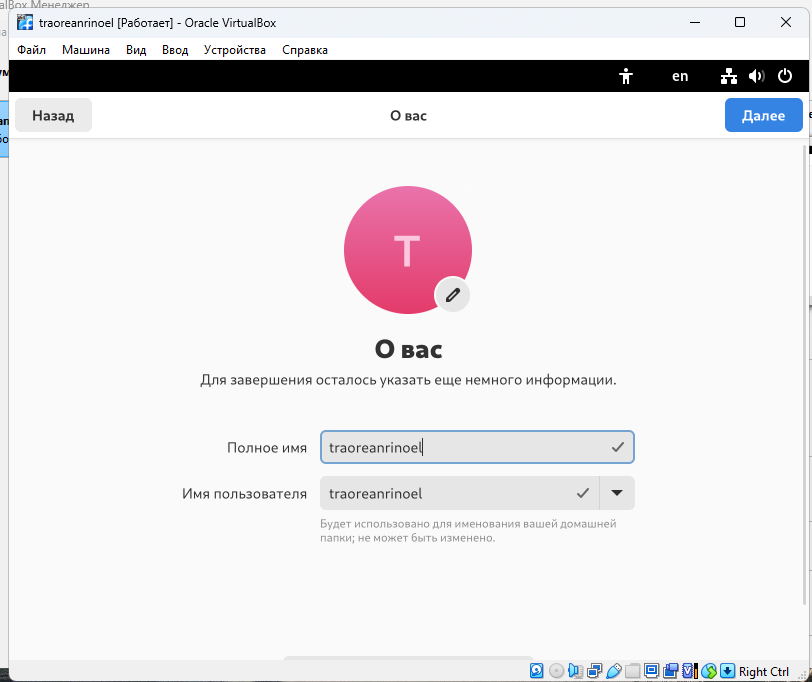 traoreanrinoel [Работает] - Oracle VirtualBox
Файл Машина Вид Ввод Устройства Справка
en
Назад О вас Далее
T
О вас
Для завершения осталось указать еще немного информации.
Полное имя traoreanrinoel
Имя пользователя traoreanrinoel
Будет использовано для именования вашей домашней
папки; не может быть изменено.
Right Ctrl